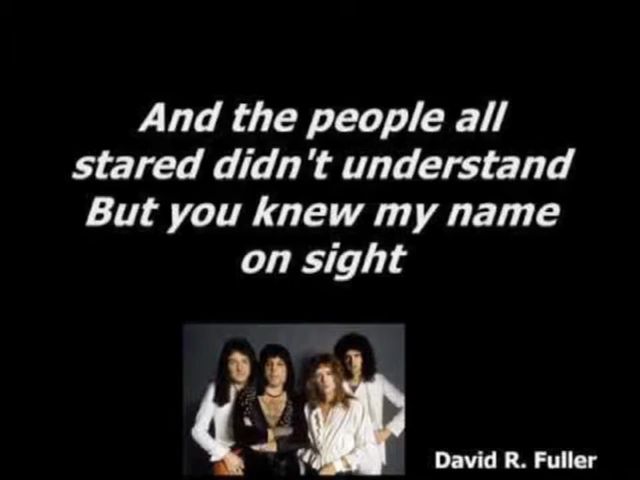 And the people all
stared didn't understand
But you knew my name
on sight
David R. Fuller